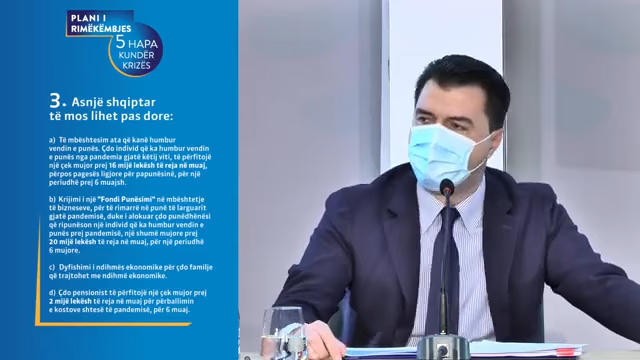 PLANI I
RIMËKËMBJES
5 HAPA
KUNDËR
KRIZËS
3. Asnjë shqiptar
të mos lihet pas dore:
a) Të mbështesim ata që kanë humbur
vendin e punës. Çdo individ që ka humbur vendin
e punës nga pandemia gjatë këtij viti, të përfitojë
një çek mujor prej 16 mijë lekësh të reja në muaj,
përpos pagesës ligjore për papunësinë, për një
periudhë prej 6 muajsh.
b) Krijimi i një "Fondi Punësimi" në mbështetje
të bizneseve, për të rimarrë në punë të larguarit
gjatë pandemisë, duke i alokuar çdo punëdhënësi
që ripunëson një individ që ka humbur vendin e
punës prej pandemisë, një shumë mujore prej
20 mijë lekësh të reja në muaj, për një periudhë
6 mujore.
c) Dyfishimi i ndihmës ekonomike për çdo familje
që trajtohet me ndihmë ekonomike.
d) Çdo pensionist të përfitojë një çek mujor prej
2 mijë lekësh të reja në muaj për përballimin
e kostove shtesë të pandemisë, për 6 muaj.